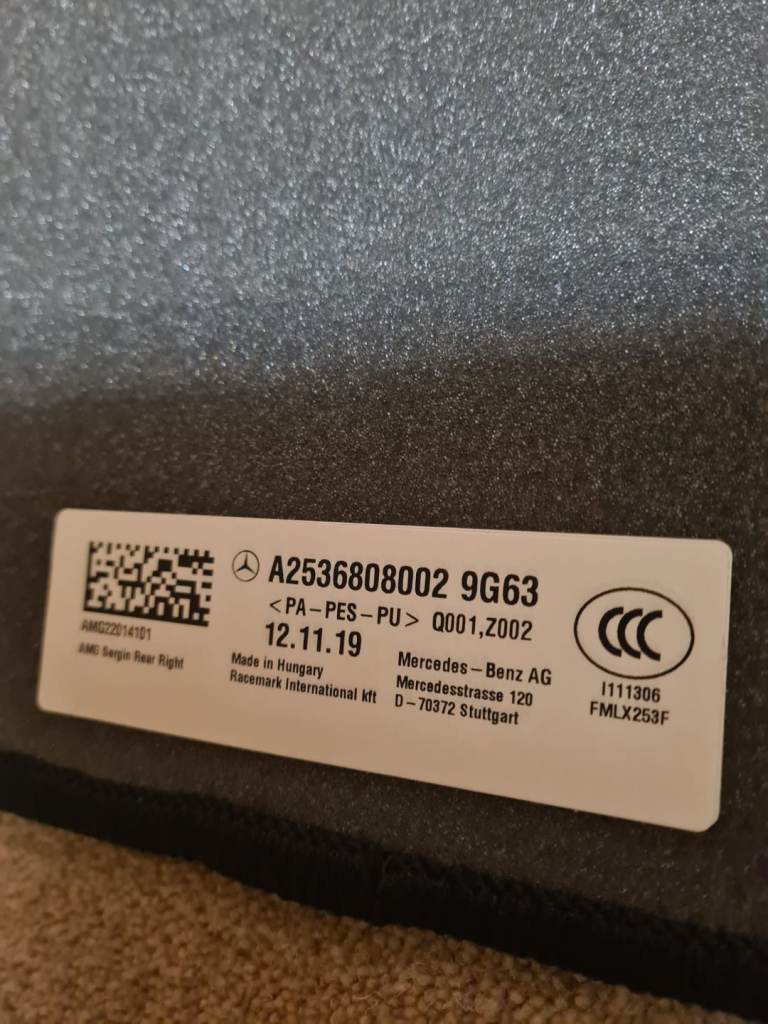 A2536808002 9G63
<PA-PES-PU> Q001,Z002
12.11.19
AMG22014101
AMG Sergin Rear Right
Made in Hungary
Racemark International kft
Mercedes-Benz AG
Mercedesstrasse 120
D-70372 Stuttgart
CCC
I111306
FMLX253F